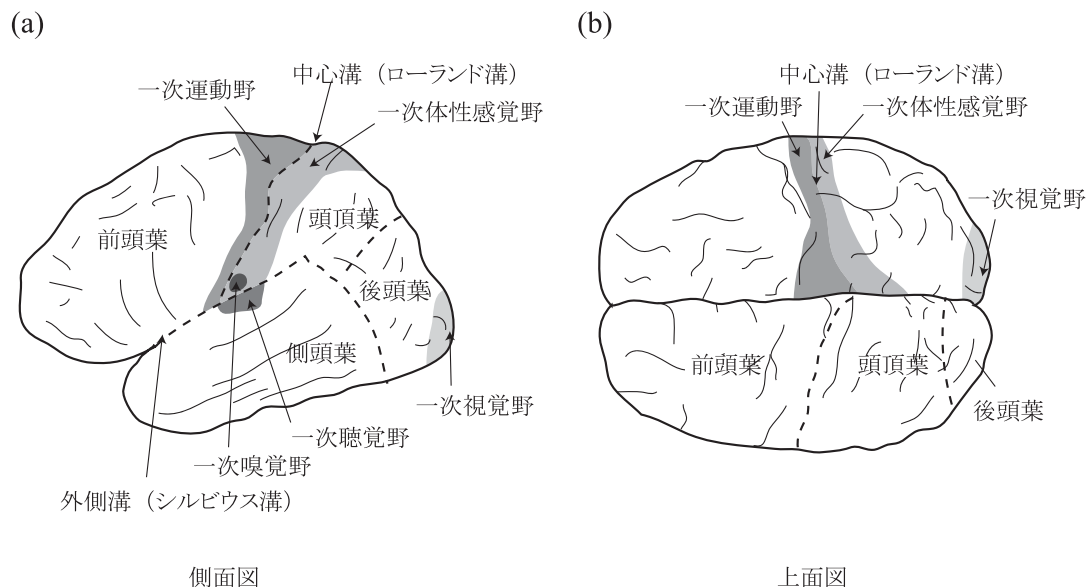 (a)
中心溝（ローランド溝）
一次運動野
一次体性感覚野
頭頂葉
前頭葉
後頭葉
側頭葉
一次視覚野
一次聴覚野
一次嗅覚野
外側溝（シルビウス溝）
側面図
(b)
中心溝（ローランド溝）
一次運動野
一次体性感覚野
一次視覚野
前頭葉
頭頂葉
後頭葉
上面図